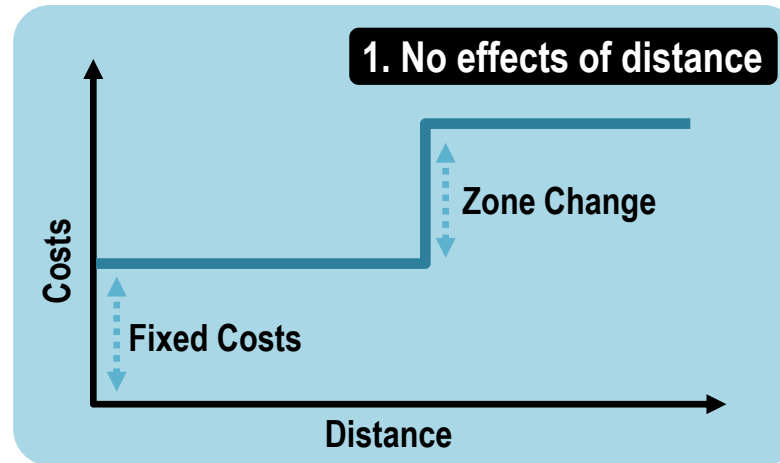 1. No effects of distance
Zone Change
Costs
Fixed Costs
Distance